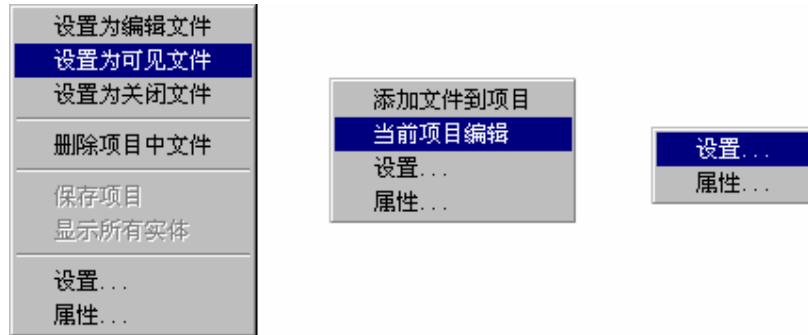 设置为编辑文件
设置为可见文件
设置为关闭文件
删除项目中文件
保存项目
显示所有实体
设置...
属性...
添加文件到项目
当前项目编辑
设置...
属性...
设置...
属性...